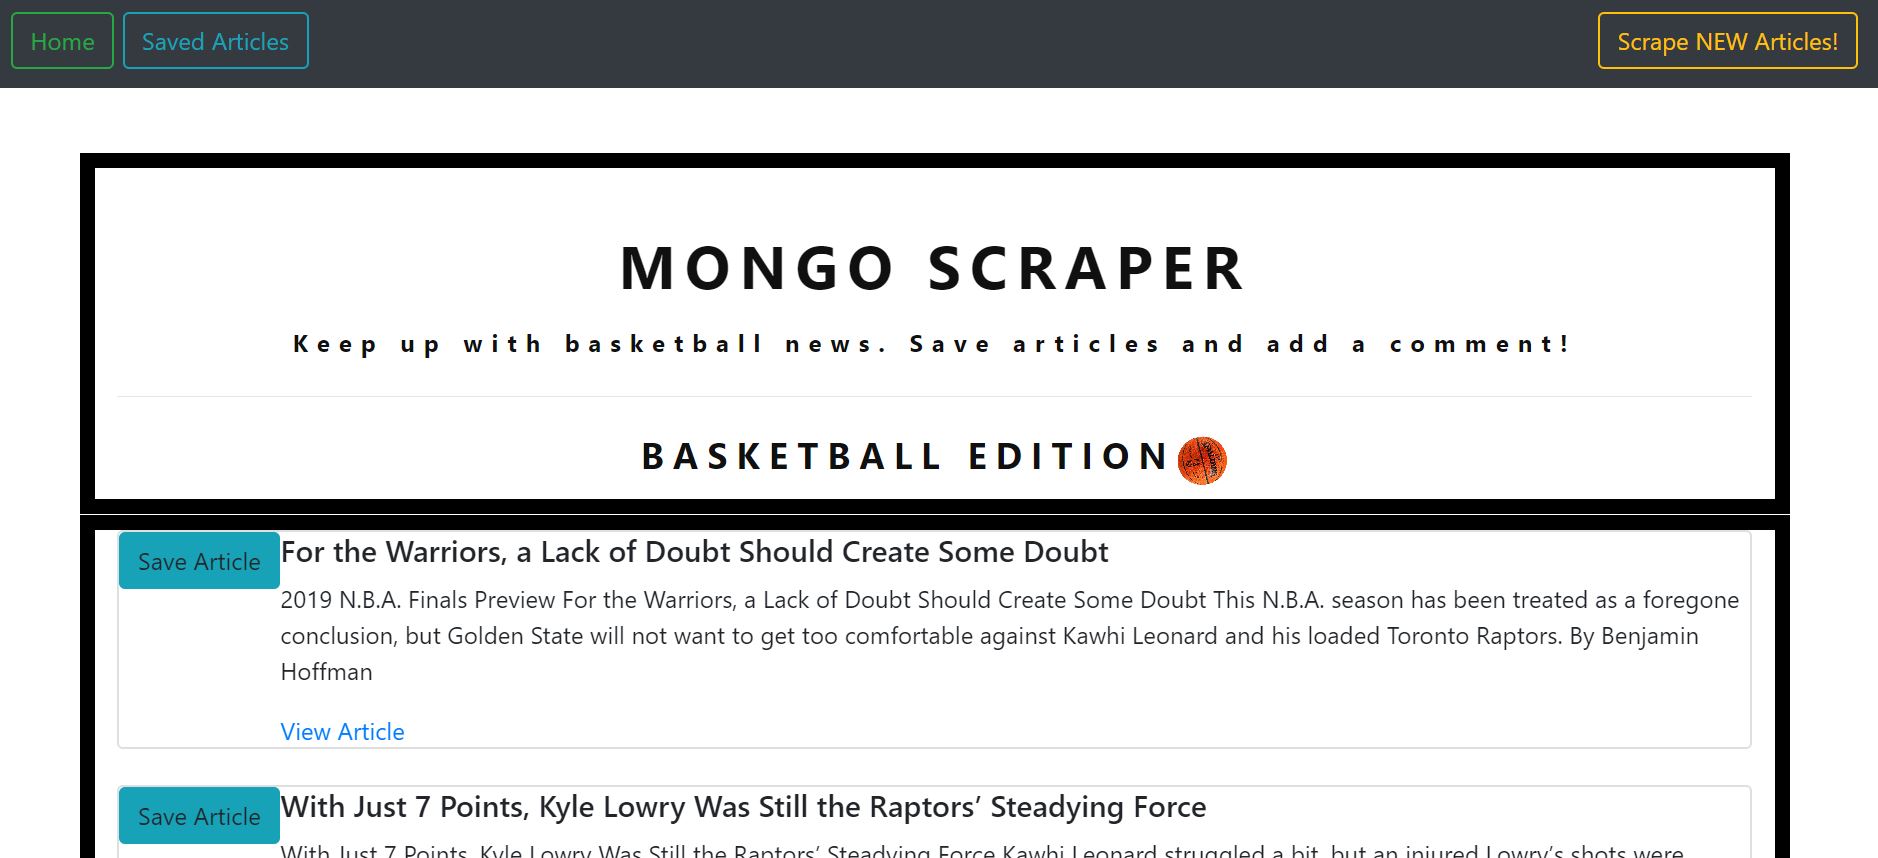 Home Saved Articles Scrape NEW Articles!
MONGO SCRAPER
Keep up with basketball news. Save articles and add a comment!
BASKETBALL EDITION
Save Article For the Warriors, a Lack of Doubt Should Create Some Doubt
2019 N.B.A. Finals Preview For the Warriors, a Lack of Doubt Should Create Some Doubt This N.B.A. season has been treated as a foregone
conclusion, but Golden State will not want to get too comfortable against Kawhi Leonard and his loaded Toronto Raptors. By Benjamin
Hoffman
View Article
Save Article With Just 7 Points, Kyle Lowry Was Still the Raptors’ Steadying Force
With Just 7 Points, Kyle Lowry Was Still the Raptors’ Steadying Force Kawhi Leonard struggled a bit, but an injured Lowry’s shots were